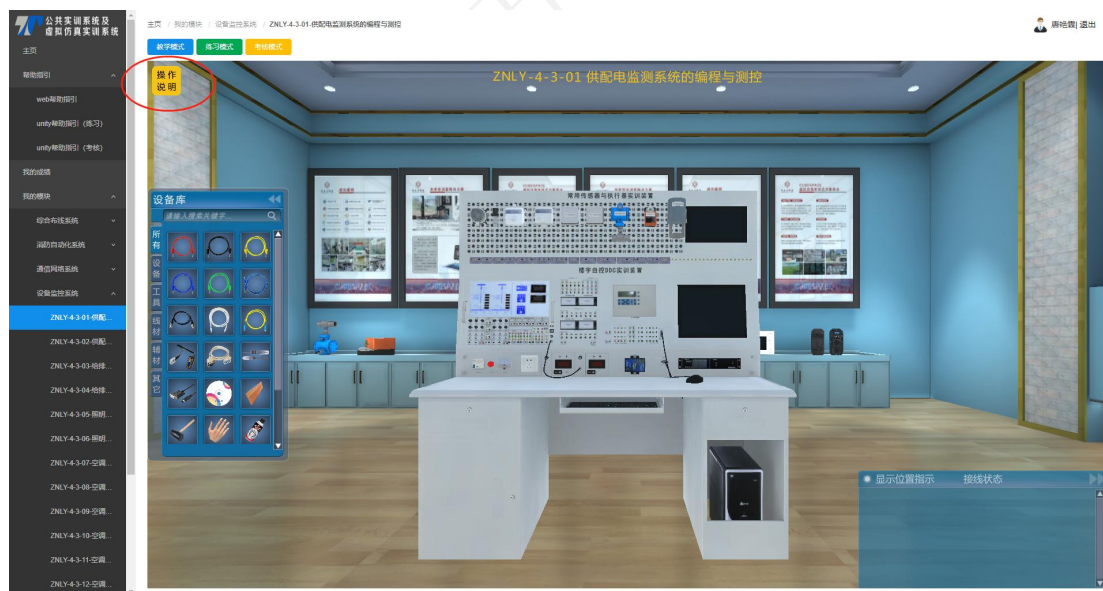 公共实训系统及
虚拟仿真实训系统
主页 / 我的模块 / 设备监控系统 / ZNLY-4-3-01-供配电监测系统的编程与测控
退出
教学模式
练习模式
考核模式
主页
帮助指引
web帮助指引
unity帮助指引（练习）
unity帮助指引（考核）
我的成绩
我的模块
综合布线系统
消防自动化系统
通信网络系统
设备监控系统
ZNLY-4-3-01-供配...
ZNLY-4-3-02-供配...
ZNLY-4-3-03-给排...
ZNLY-4-3-04-给排...
ZNLY-4-3-05-照明...
ZNLY-4-3-06-照明...
ZNLY-4-3-07-空调...
ZNLY-4-3-08-空调...
ZNLY-4-3-09-空调...
ZNLY-4-3-10-空调...
ZNLY-4-3-11-空调...
ZNLY-4-3-12-空调...
操作
说明
ZNLY-4-3-01 供配电监测系统的编程与测控
设备库
请输入搜索关键字...
所有
设备
工具
线材
辅材
其它
常用传感器与执行器实训装置
楼宇自控DDC实训装置
显示位置指示 接线状态